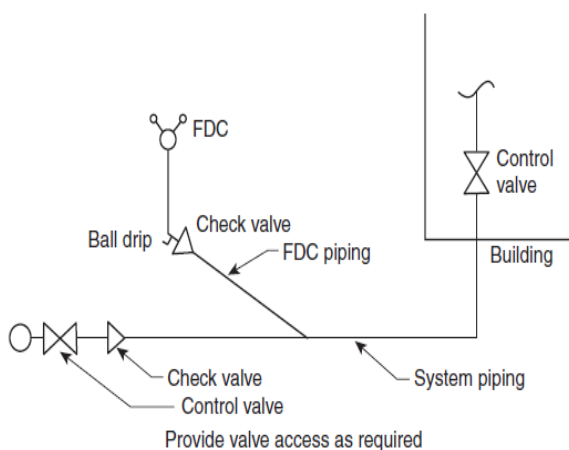 FDC
Control
valve
Check valve
Ball drip
FDC piping
Building
Check valve
System piping
Control valve
Provide valve access as required